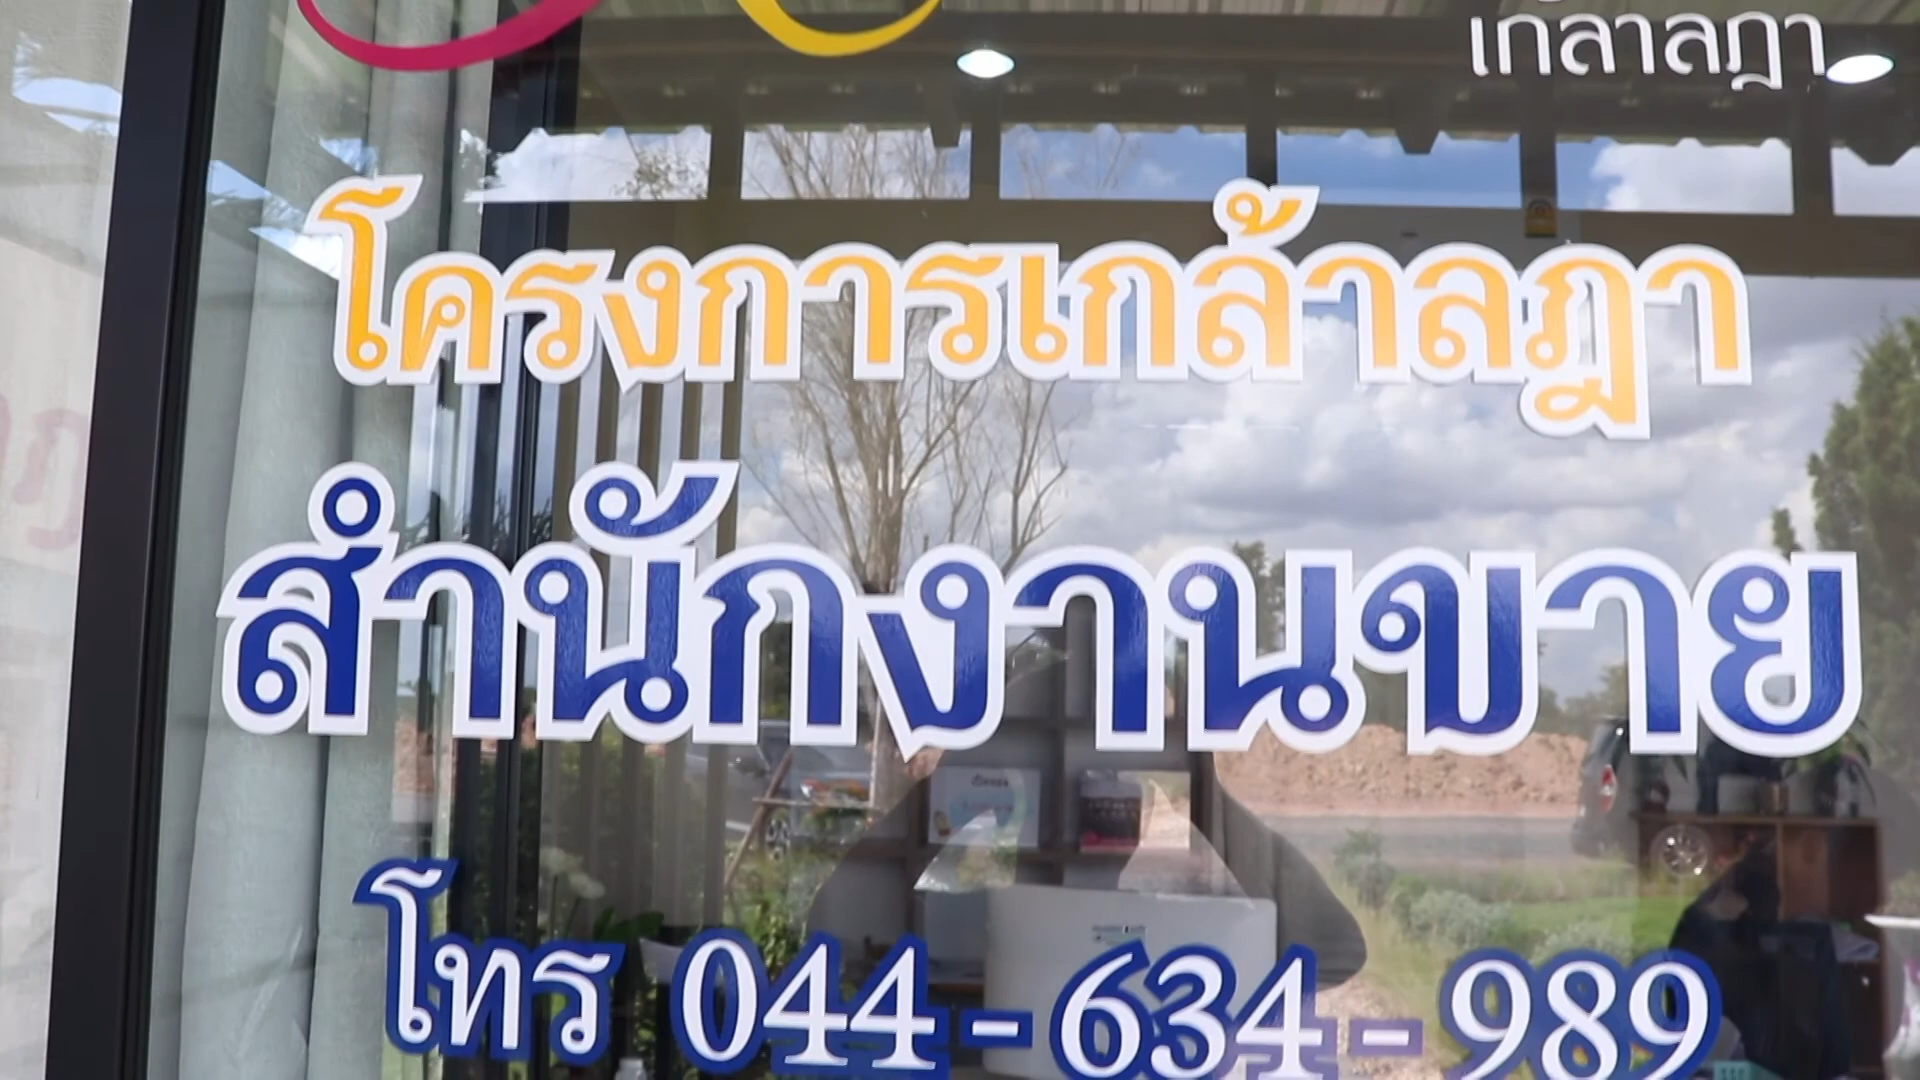 เกล้าลฎา
โครงการเกล้าลฎา
สำนักงานขาย
โทร 044-634-989